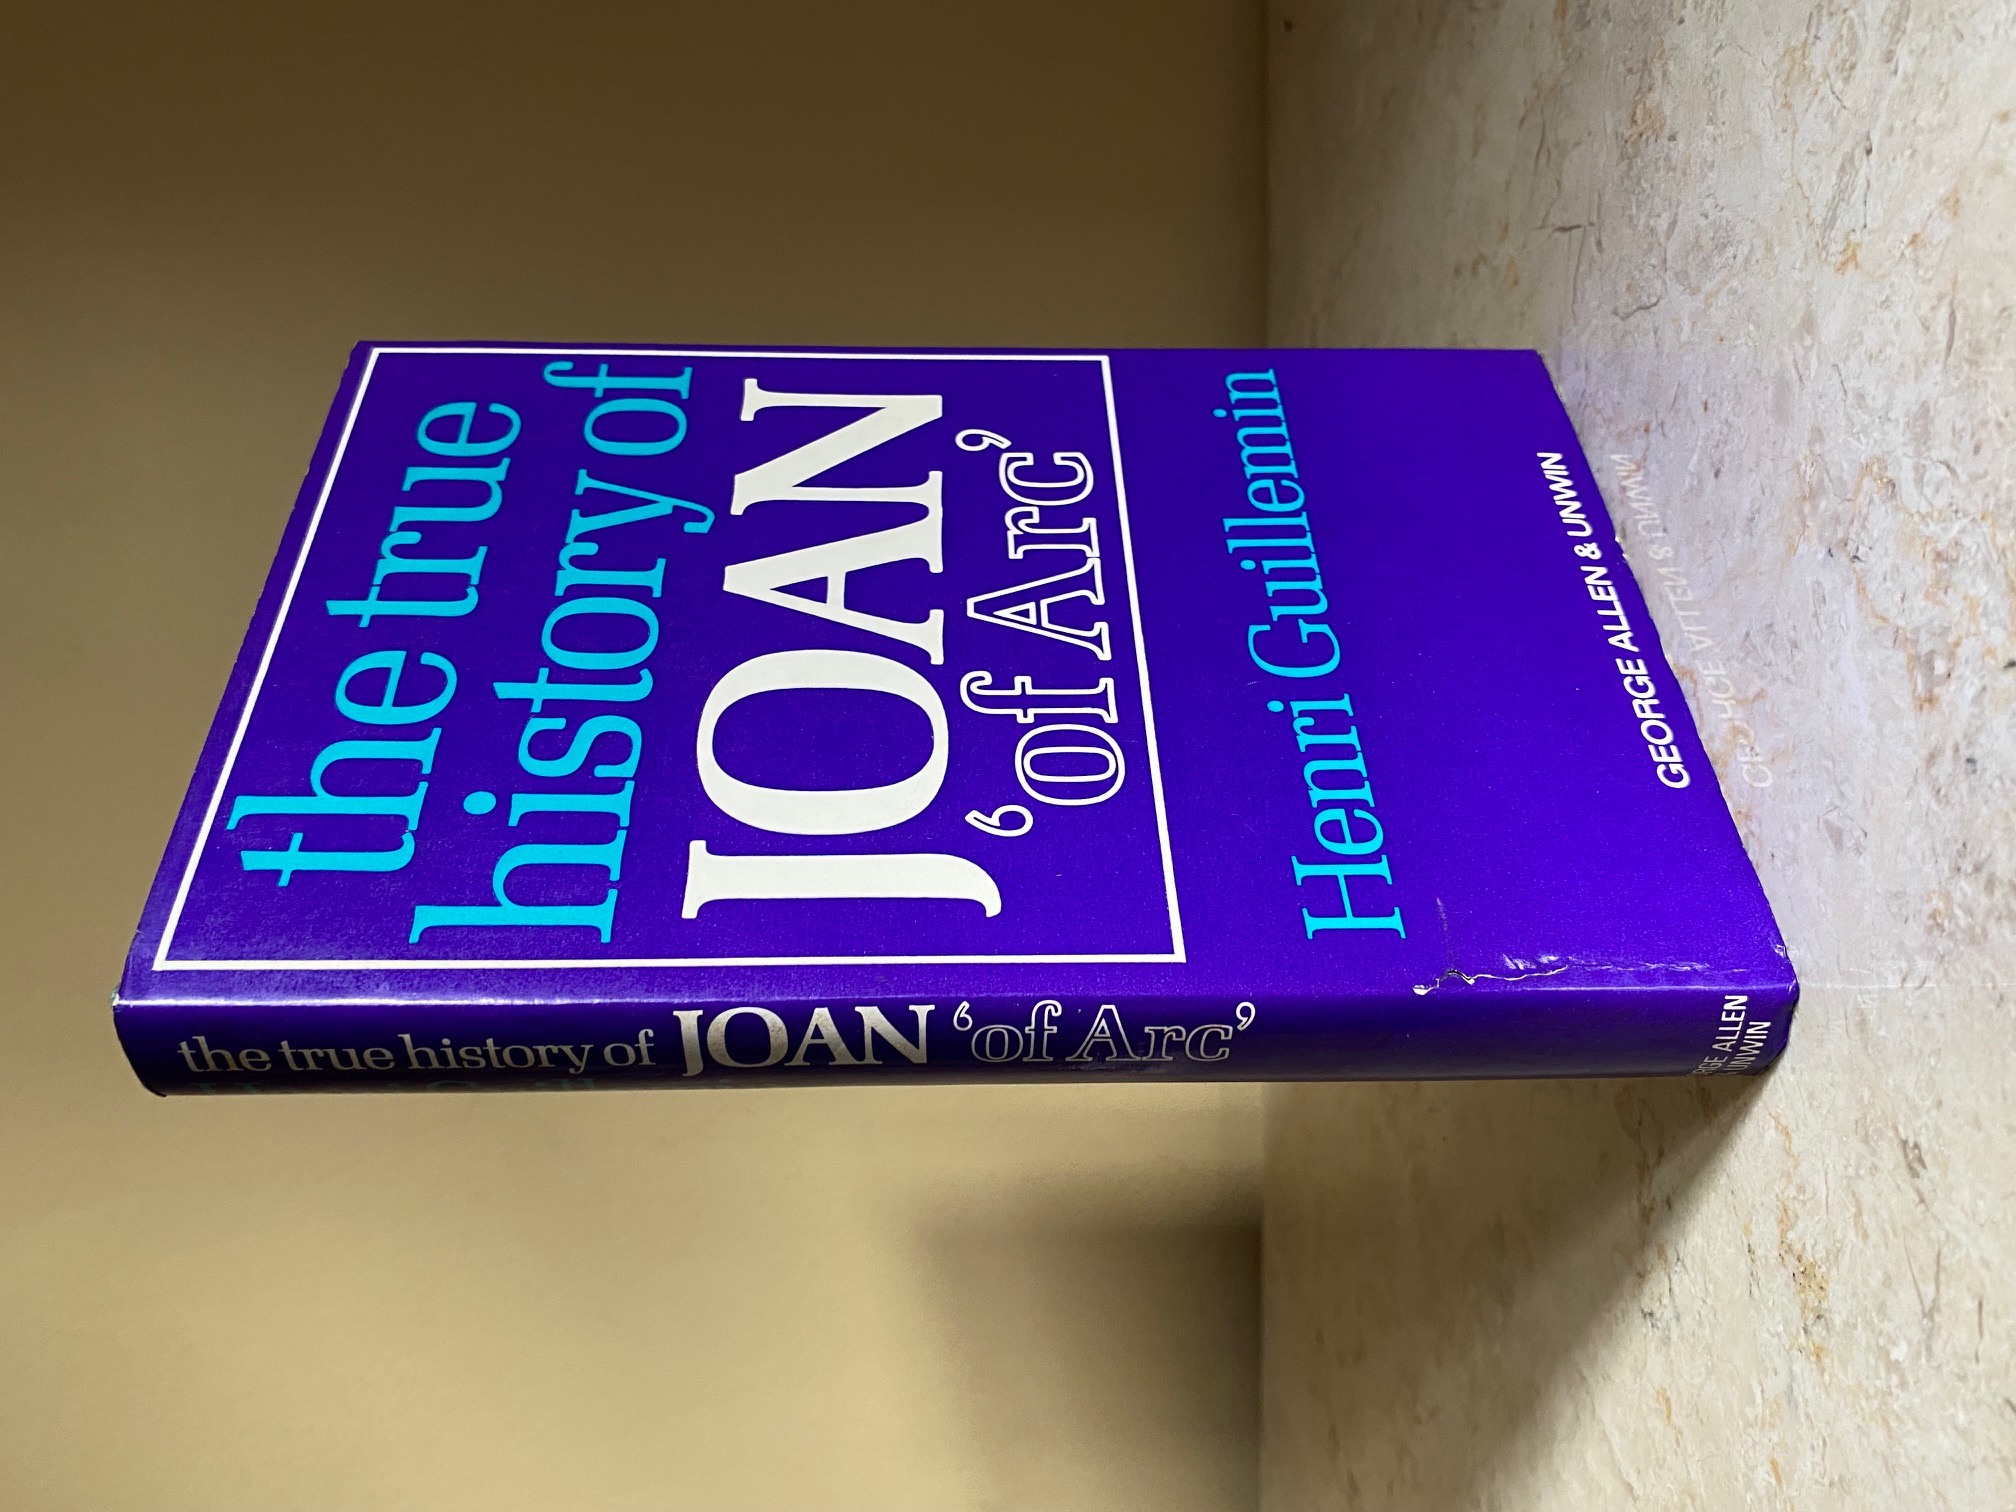 the true
history of
JOAN
‘of Arc’
Henri Guillemin
GEORGE ALLEN & UNWIN
the true history of JOAN ‘of Arc’
ALLEN
UNWIN